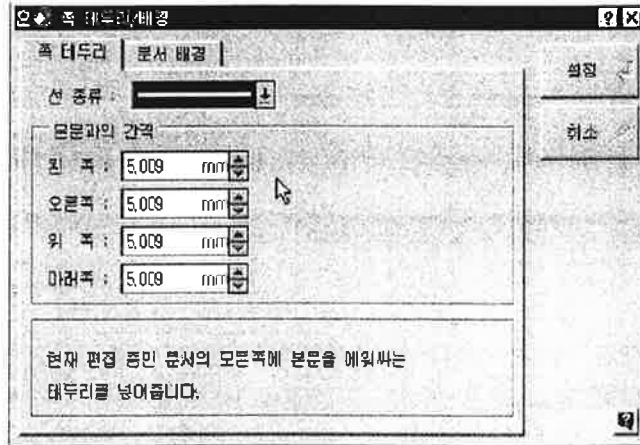 쪽 테두리/배경
쪽 테두리 문서 배경
선 종류 :
본문과의 간격
왼 쪽 : 5.009 mm
오른쪽 : 5.009 mm
위 쪽 : 5.009 mm
아래쪽 : 5.009 mm
설정
취소
현재 편집 중인 문서의 모든쪽에 본문을 에워싸는
테두리를 넣어줍니다.